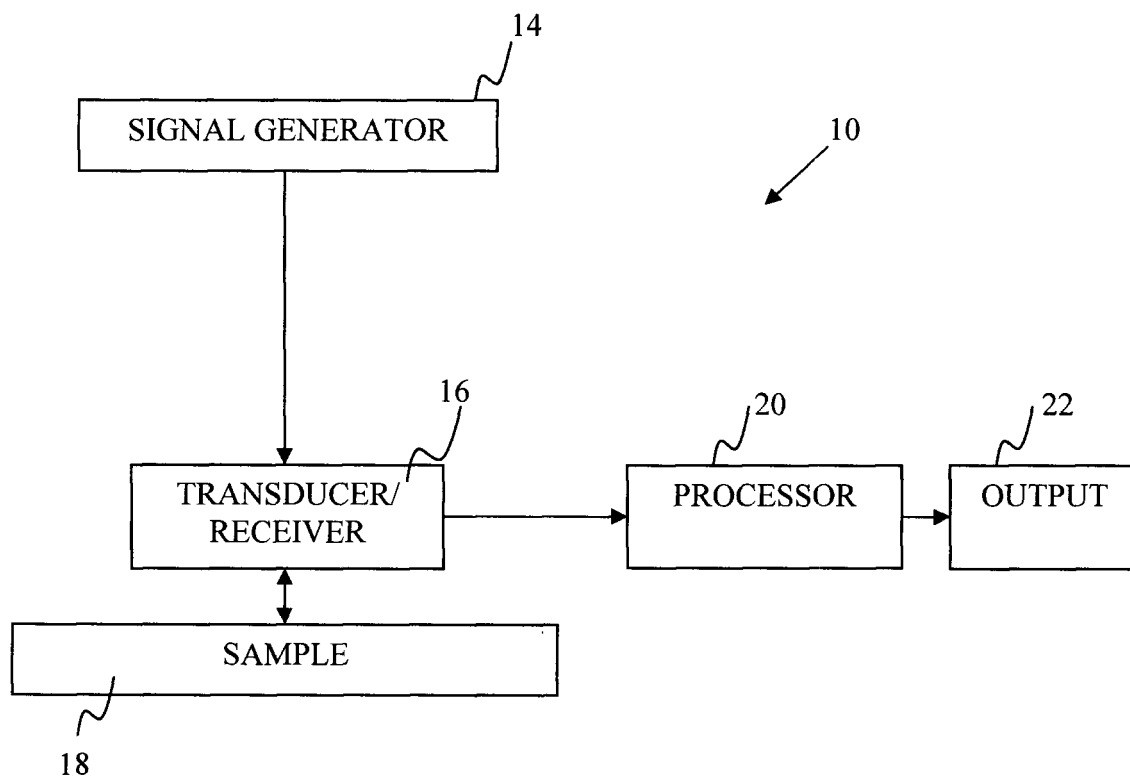 14
SIGNAL GENERATOR
10
16
20
22
TRANSDUCER/
RECEIVER
PROCESSOR
OUTPUT
SAMPLE
18